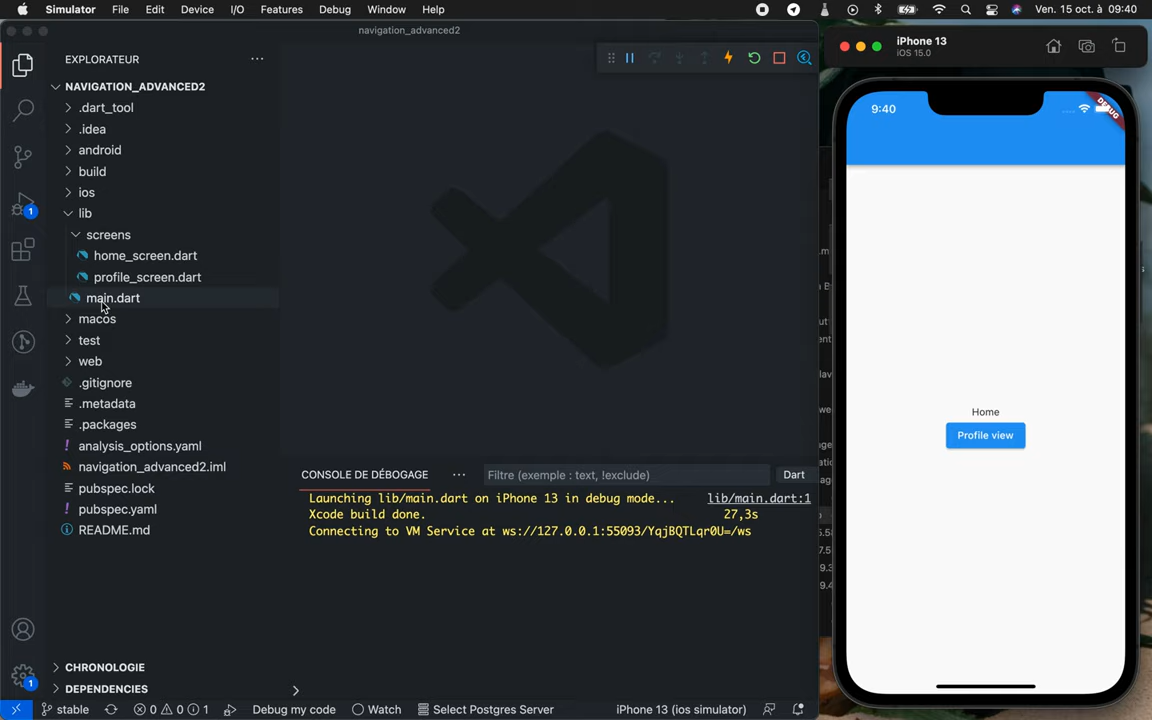 Simulator File Edit Device I/O Features Debug Window Help Ven. 15 oct. à 09:40
navigation_advanced2
EXPLORATEUR
NAVIGATION_ADVANCED2
.dart_tool
.idea
android
build
ios
lib
screens
home_screen.dart
profile_screen.dart
main.dart
macos
test
web
.gitignore
.metadata
.packages
analysis_options.yaml
navigation_advanced2.iml
pubspec.lock
pubspec.yaml
README.md
CHRONOLOGIE
DEPENDENCIES
1
1
CONSOLE DE DÉBOGAGE
Filtre (exemple : text, !exclude)
Dart
Launching lib/main.dart on iPhone 13 in debug mode... lib/main.dart:1
Xcode build done. 27,3s
Connecting to VM Service at ws://127.0.0.1:55093/YqjBQTLqr0U=/ws
stable 0 0 1 Debug my code Watch Select Postgres Server iPhone 13 (ios simulator)
iPhone 13
iOS 15.0
9:40
DEBUG
Home
Profile view